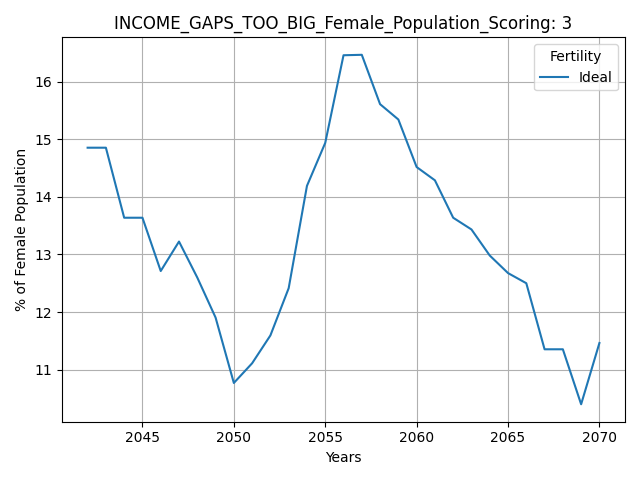 INCOME_GAPS_TOO_BIG_Female_Population_Scoring: 3
Fertility
Ideal
% of Female Population
16
15
14
13
12
11
2045 2050 2055 2060 2065 2070
Years